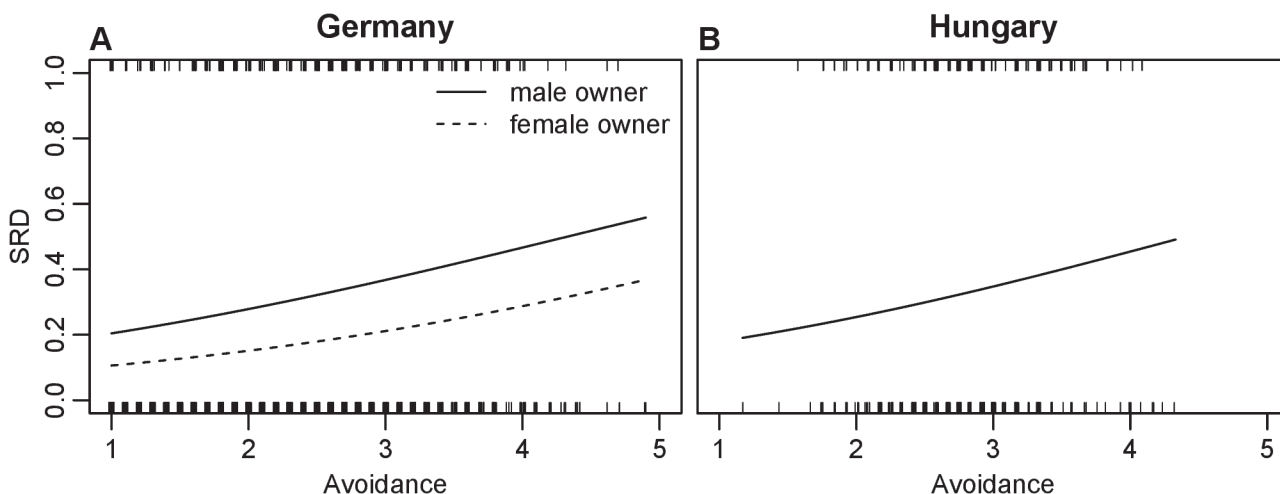 A
Germany
B
Hungary
male owner
female owner
SRD
1.0
0.8
0.6
0.4
0.2
0.0
1 2 3 4 5
1 2 3 4 5
Avoidance
Avoidance